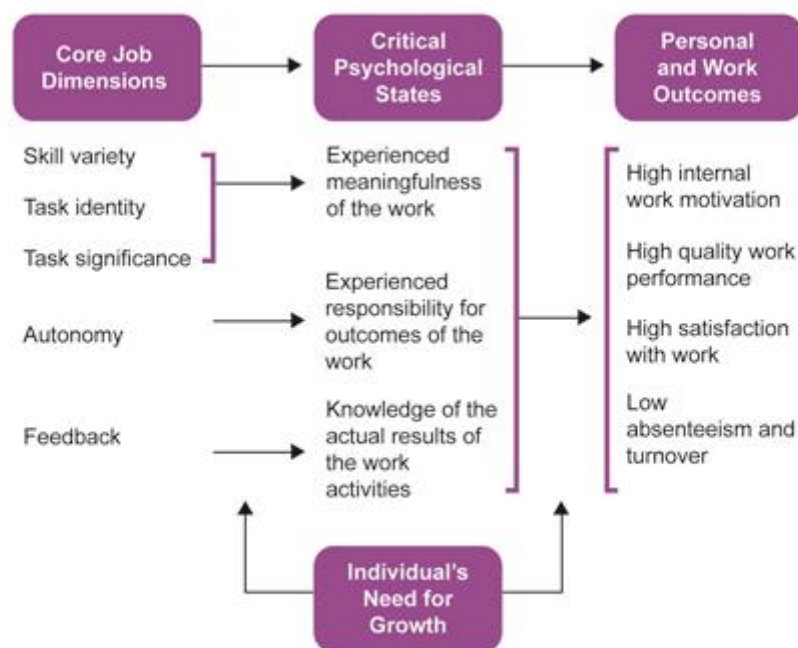 Core Job
Dimensions
Critical
Psychological
States
Personal
and Work
Outcomes
Skill variety
Task identity
Task significance
Autonomy
Feedback
Experienced
meaningfulness
of the work
Experienced
responsibility for
outcomes of the
work
Knowledge of the
actual results of
the work
activities
High internal
work motivation
High quality work
performance
High satisfaction
with work
Low
absenteeism and
turnover
Individual's
Need for
Growth